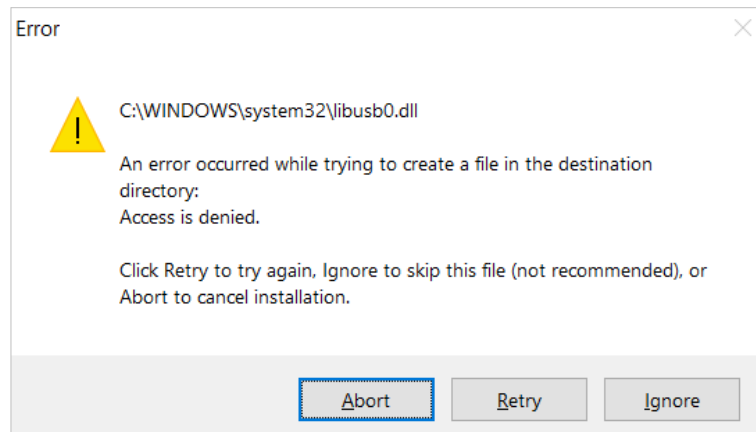 Error
C:\WINDOWS\system32\libusb0.dll
An error occurred while trying to create a file in the destination
directory:
Access is denied.
Click Retry to try again, Ignore to skip this file (not recommended), or
Abort to cancel installation.
Abort
Retry
Ignore